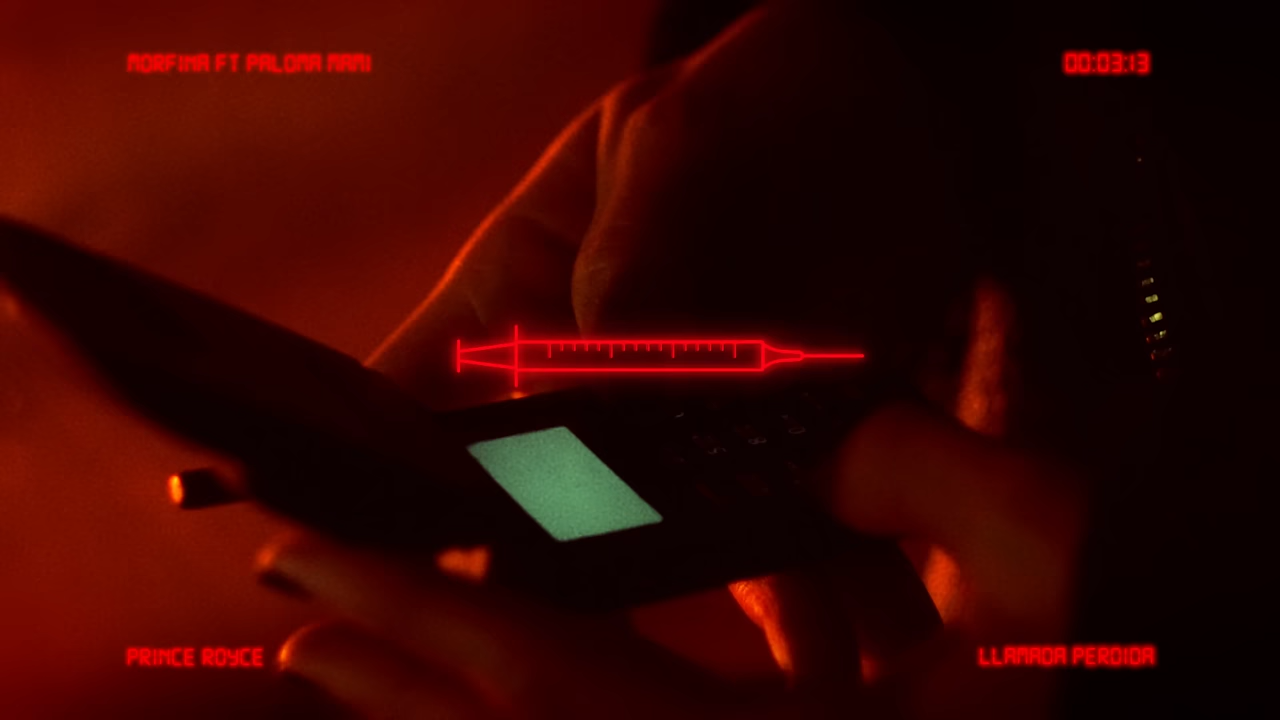 MORFINA FT PALOMA MAMI
00:03:13
PRINCE ROYCE
LLAMADA PERDIDA